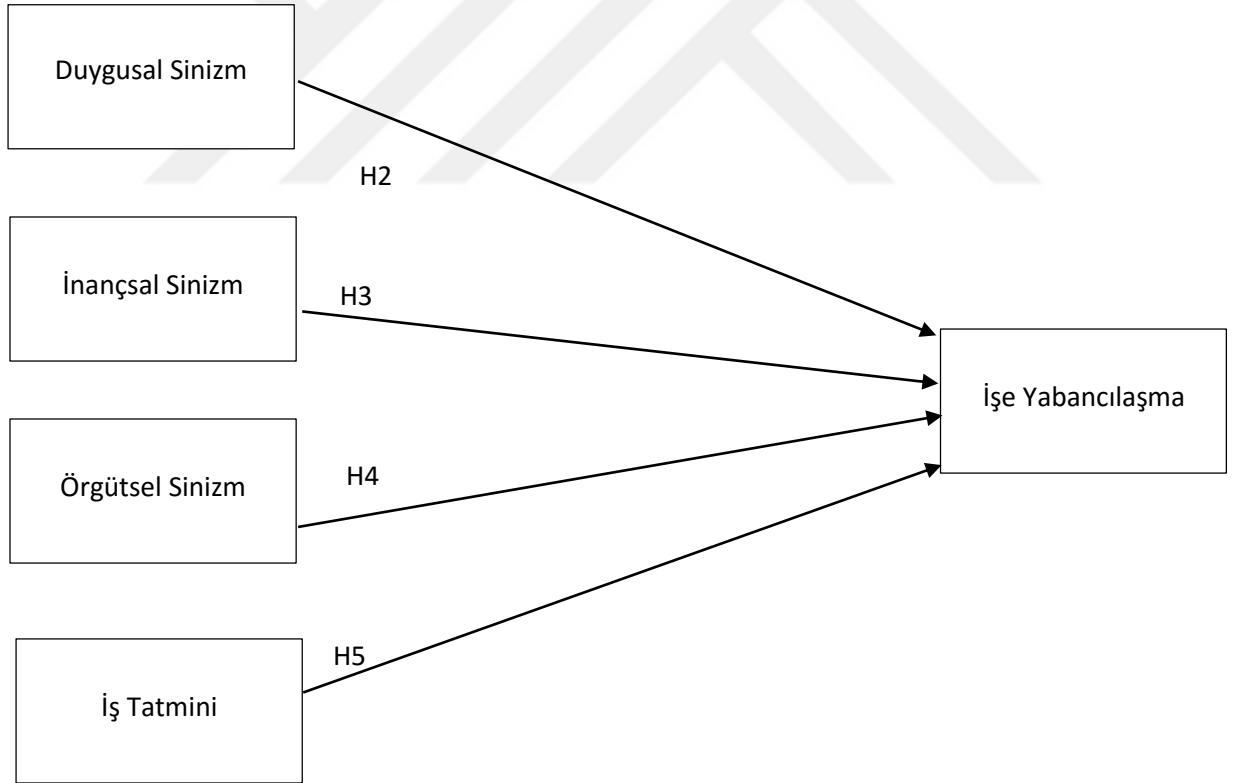 Duygusal Sinizm
H2
İnançsal Sinizm
H3
İşe Yabancılaşma
Örgütsel Sinizm
H4
H5
İş Tatmini